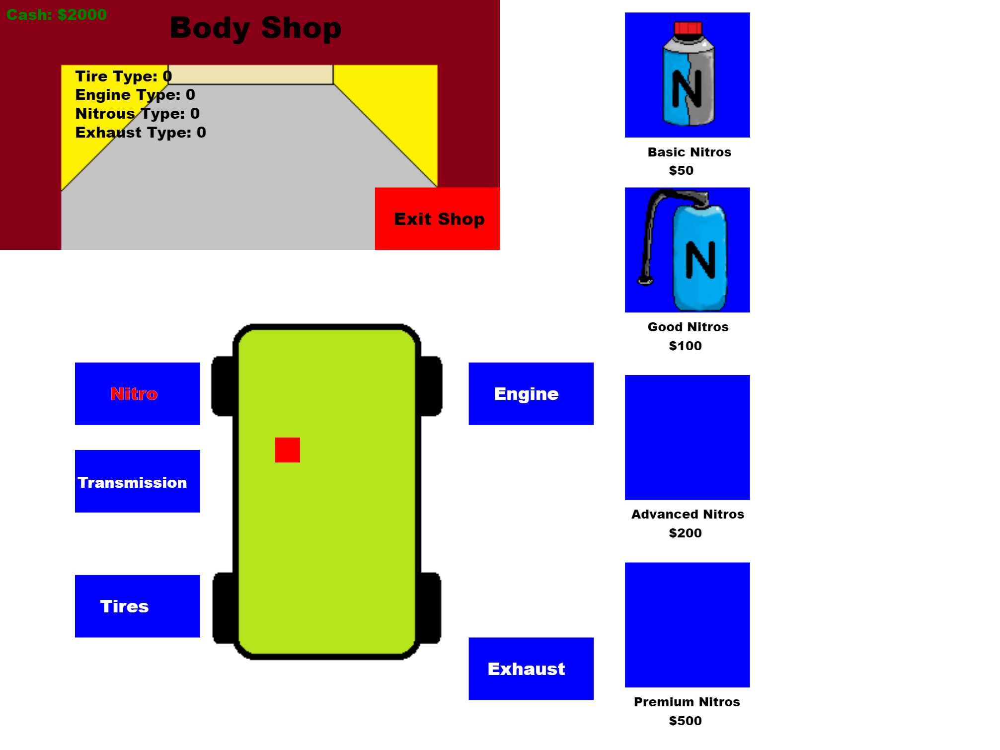 Cash: $2000
Body Shop
Tire Type: 0
Engine Type: 0
Nitrous Type: 0
Exhaust Type: 0
Exit Shop
N
Basic Nitros
$50
N
Good Nitros
$100
Nitro
Engine
Transmission
Advanced Nitros
$200
Tires
Exhaust
Premium Nitros
$500